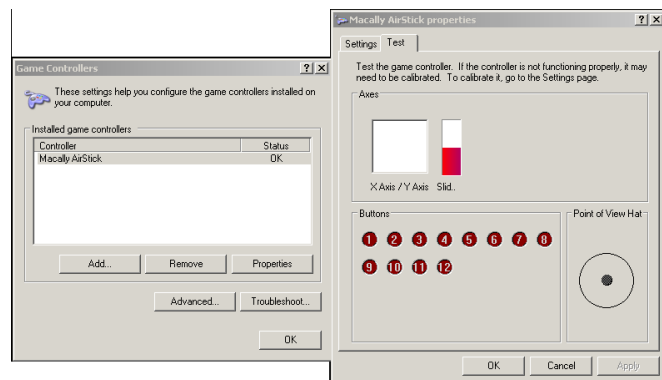 Game Controllers
These settings help you configure the game controllers installed on
your computer.
Installed game controllers
Controller Status
Macally AirStick OK
Add... Remove Properties
Advanced... Troubleshoot...
OK
Macally AirStick properties
Settings Test
Test the game controller. If the controller is not functioning properly, it may
need to be calibrated. To calibrate it, go to the Settings page.
Axes
X Axis / Y Axis Slid..
Buttons
1 2 3 4 5 6 7 8
9 10 11 12
Point of View Hat
OK Cancel Apply